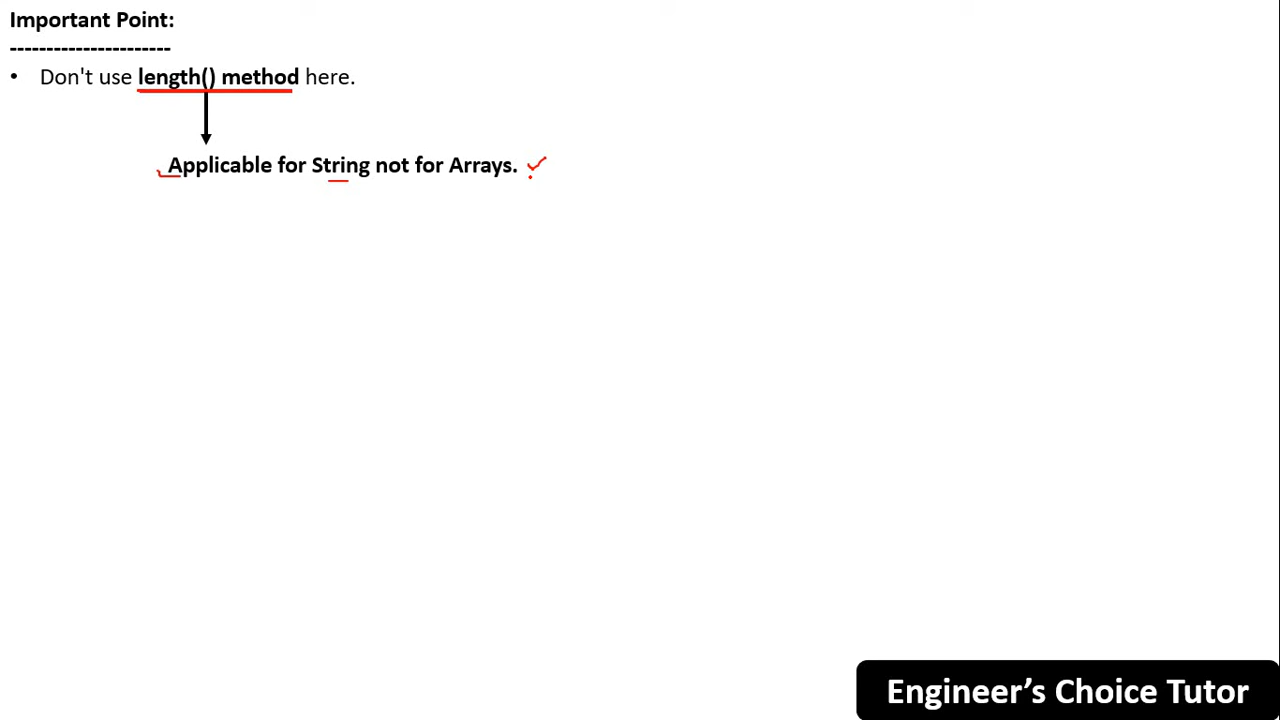 Important Point:
----------------------
• Don't use length() method here.
Applicable for String not for Arrays.
Engineer’s Choice Tutor